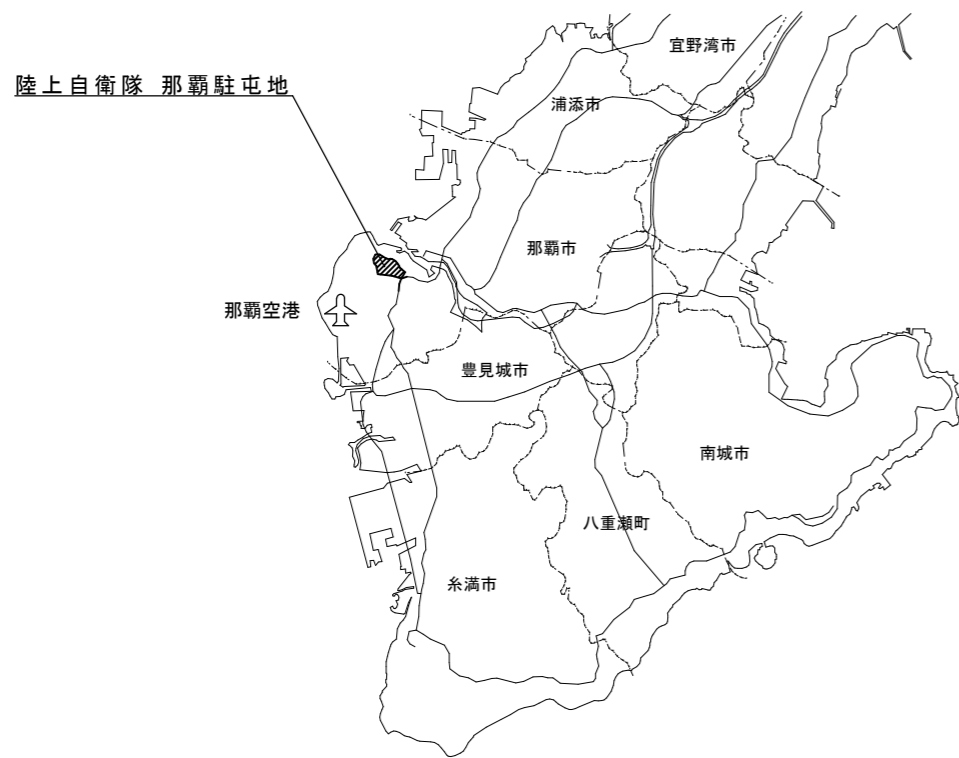 宜野湾市
陸上自衛隊 那覇駐屯地
浦添市
那覇市
那覇空港
豊見城市
南城市
八重瀬町
糸満市